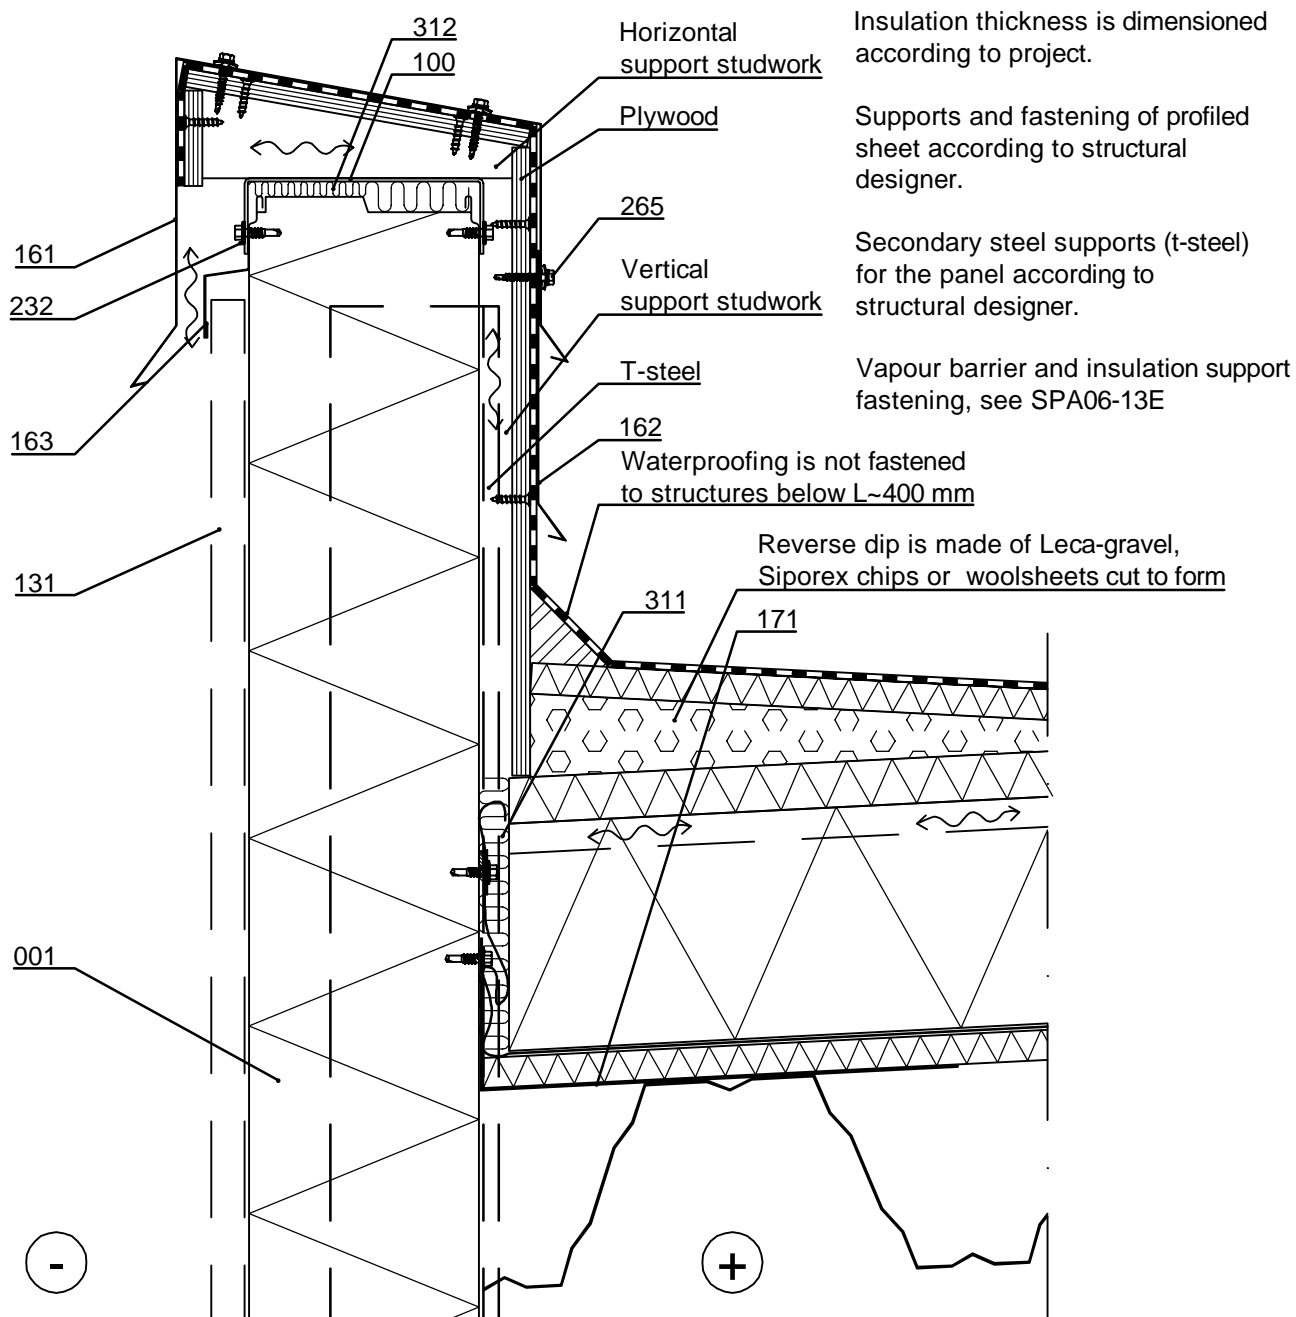 312
100
Horizontal
support studwork
Plywood
265
Vertical
support studwork
T-steel
162
Waterproofing is not fastened
to structures below L~400 mm
Reverse dip is made of Leca-gravel,
Siporex chips or woolsheets cut to form
311
171
161
232
163
131
001
-
+
Insulation thickness is dimensioned
according to project.
Supports and fastening of profiled
sheet according to structural
designer.
Secondary steel supports (t-steel)
for the panel according to
structural designer.
Vapour barrier and insulation support
fastening, see SPA06-13E